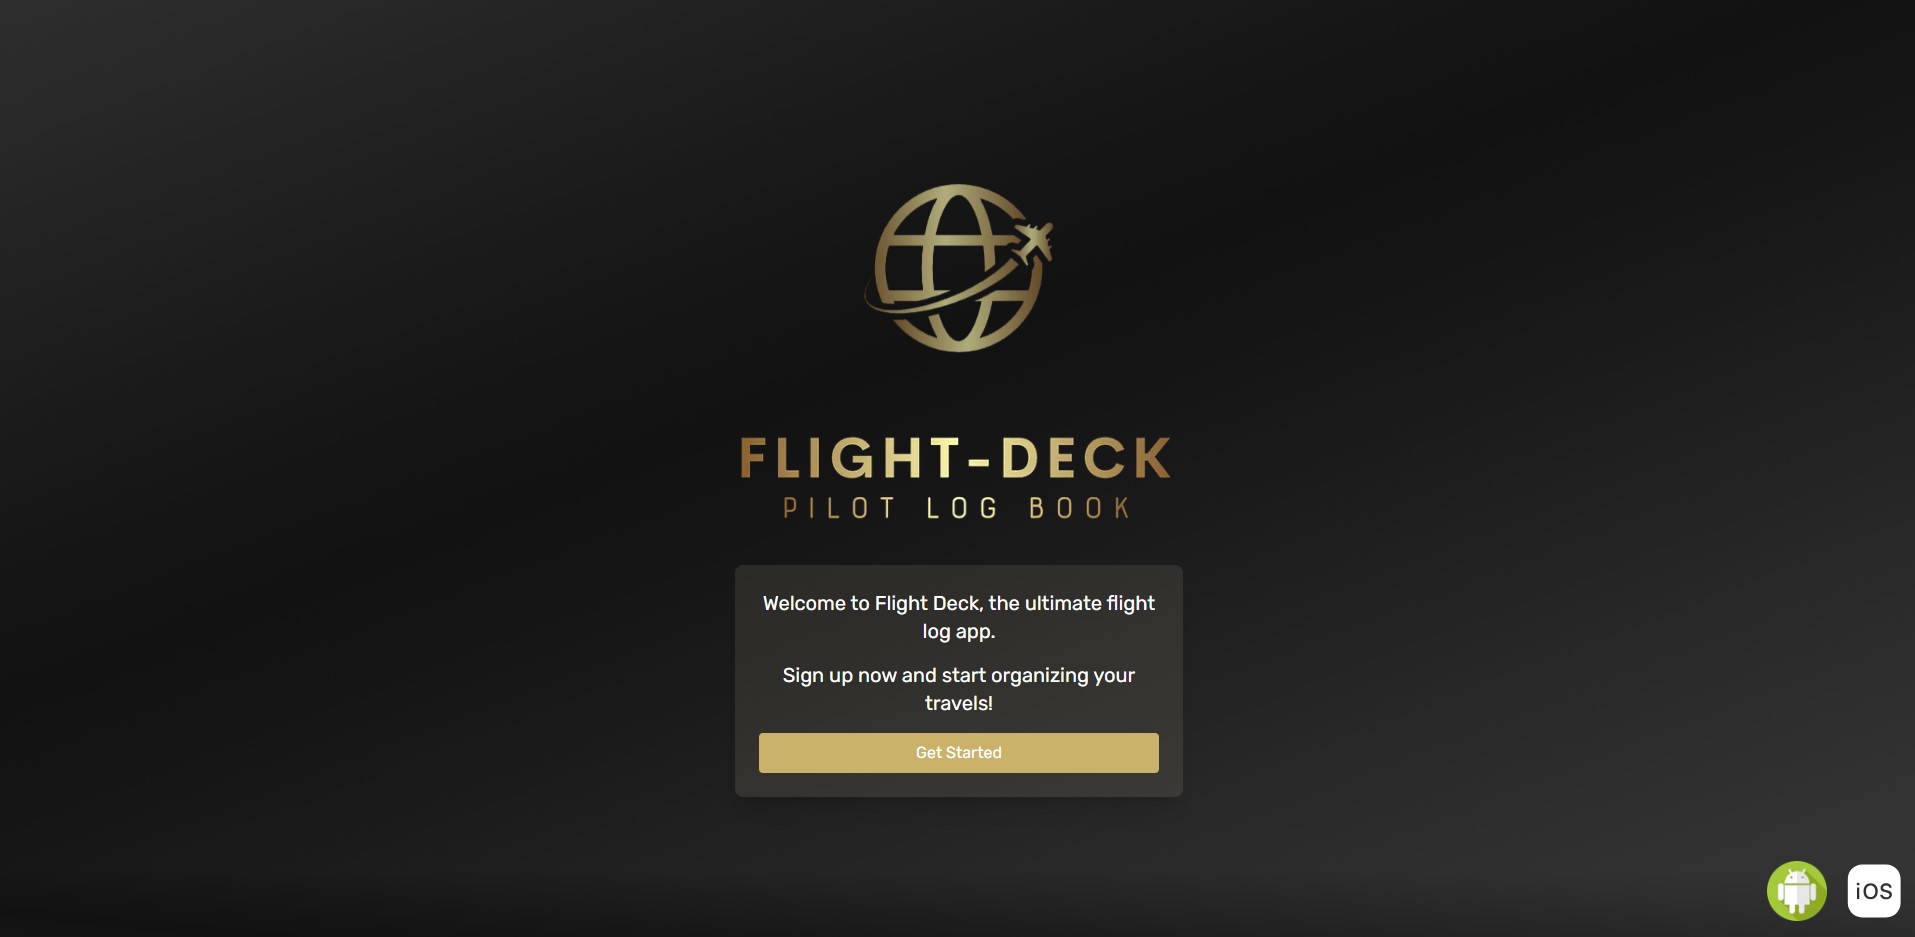 FLIGHT-DECK
PILOT LOG BOOK
Welcome to Flight Deck, the ultimate flight
log app.
Sign up now and start organizing your
travels!
Get Started
iOS